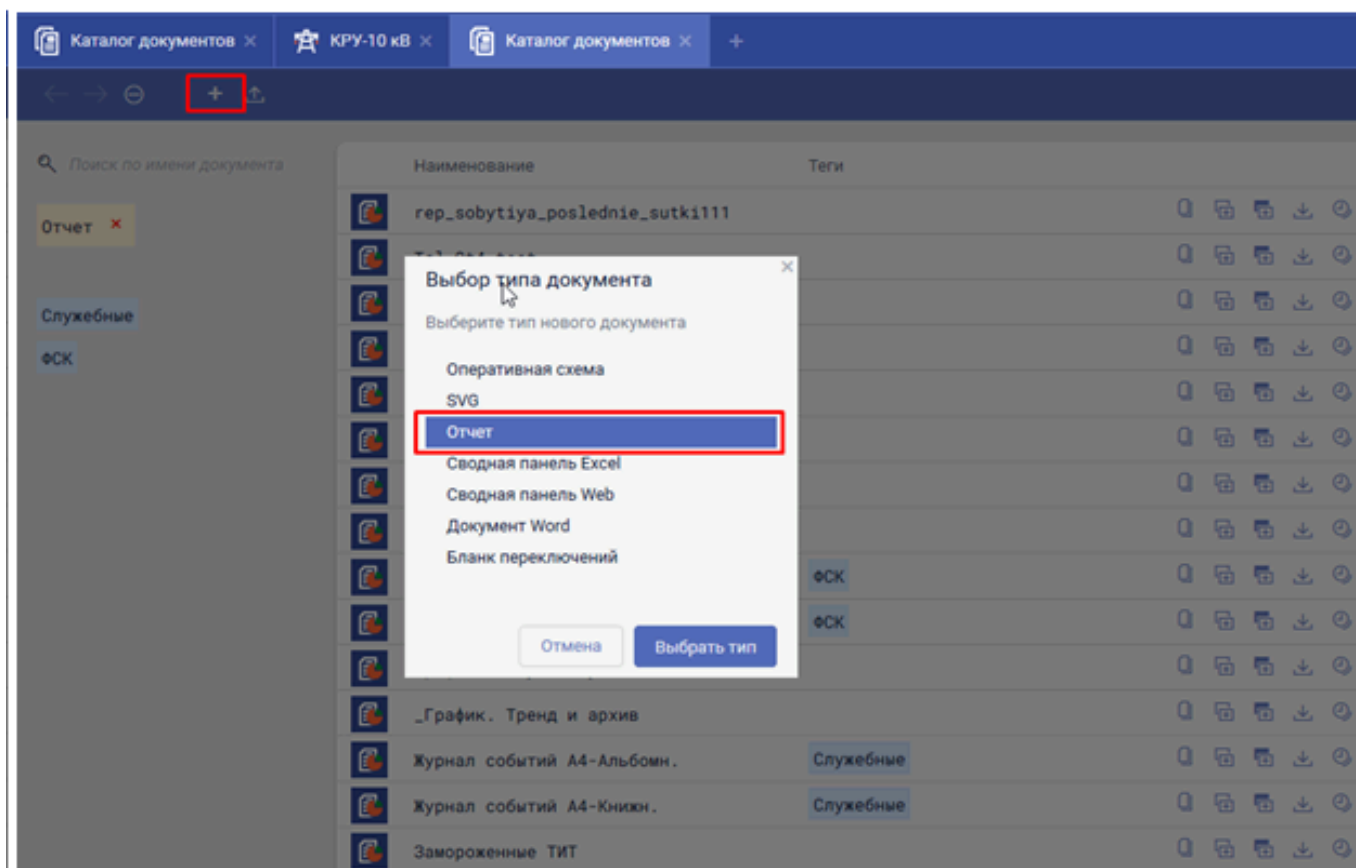 Каталог документов
КРУ-10 кВ
Каталог документов
Поиск по имени документа
Наименование
Теги
Отчет
Служебные
ФСК
rep_sobytiya_poslednie_sutki111
Выбор типа документа
Выберите тип нового документа
Оперативная схема
SVG
Отчет
Сводная панель Excel
Сводная панель Web
Документ Word
Бланк переключений
Отмена
Выбрать тип
ФСК
ФСК
_График. Тренд и архив
Журнал событий А4-Альбомн.
Служебные
Журнал событий А4-Книжн.
Служебные
Замороженные ТИТ